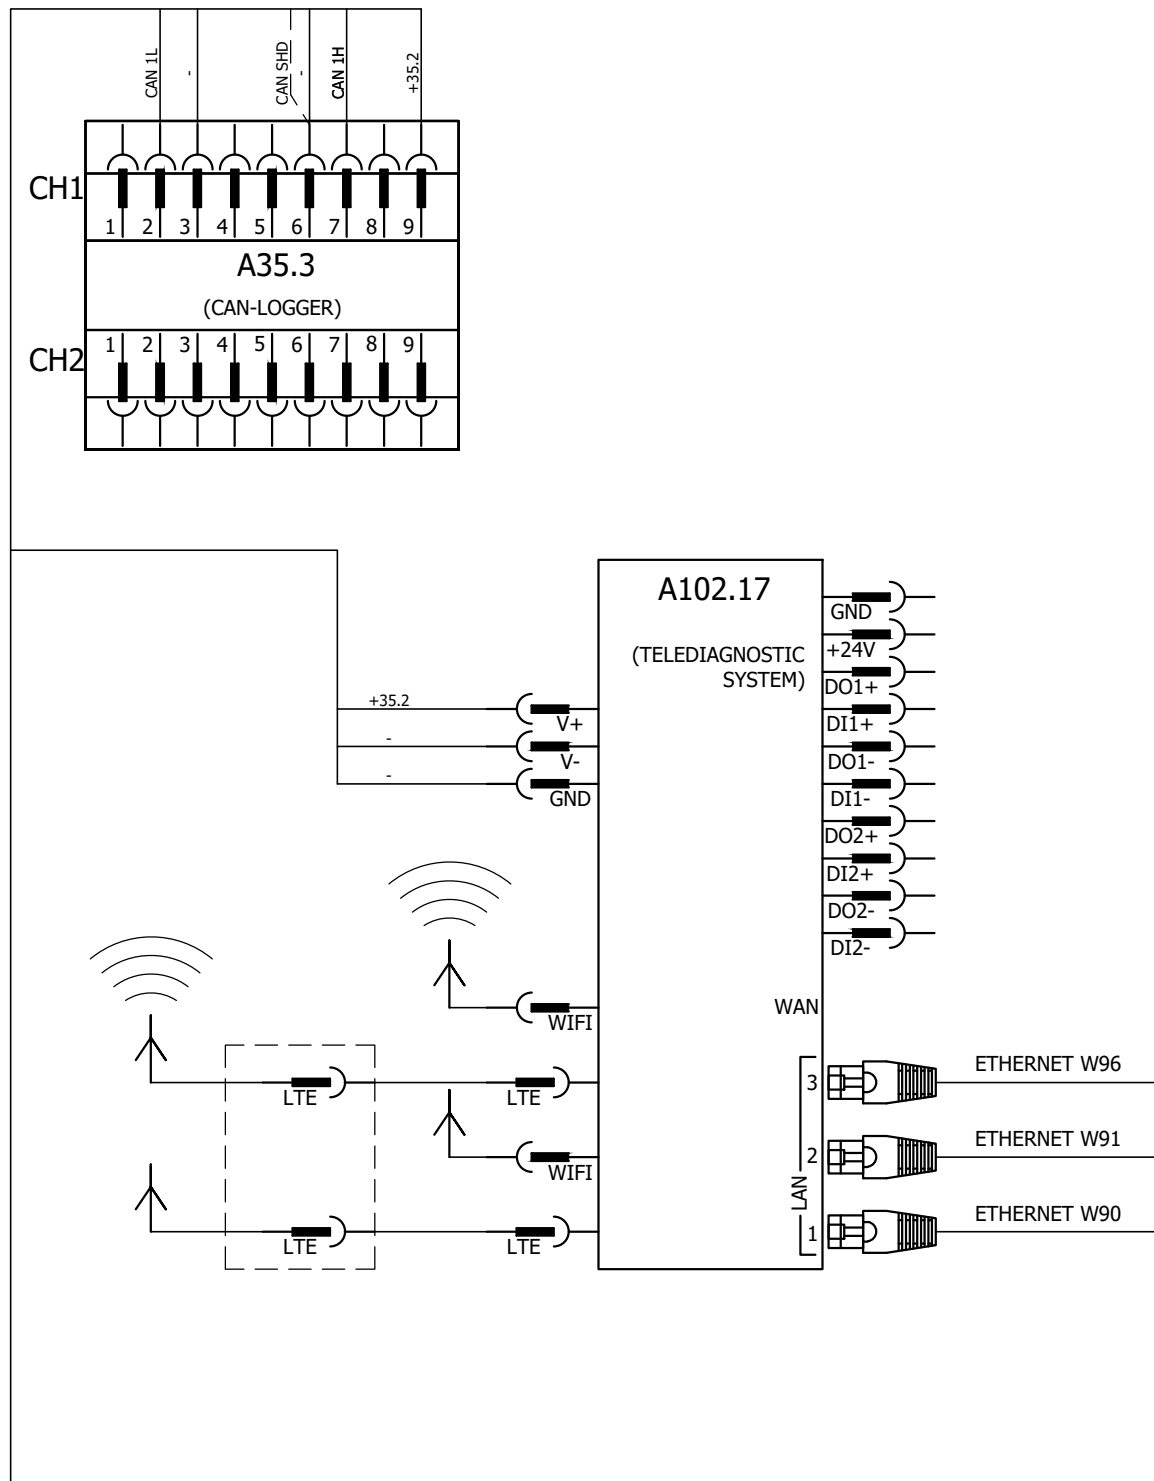 CAN 1L
-
CAN SHD
-
CAN 1H
+35.2
CH1
1 2 3 4 5 6 7 8 9
A35.3
(CAN-LOGGER)
CH2
1 2 3 4 5 6 7 8 9
A102.17
(TELEDIAGNOSTIC
SYSTEM)
GND
+24V
DO1+
DI1+
DO1-
DI1-
DO2+
DI2+
DO2-
DI2-
+35.2
V+
-
V-
-
GND
WAN
WIFI
LTE
LTE
WIFI
LTE
LTE
LAN
3
2
1
ETHERNET W96
ETHERNET W91
ETHERNET W90